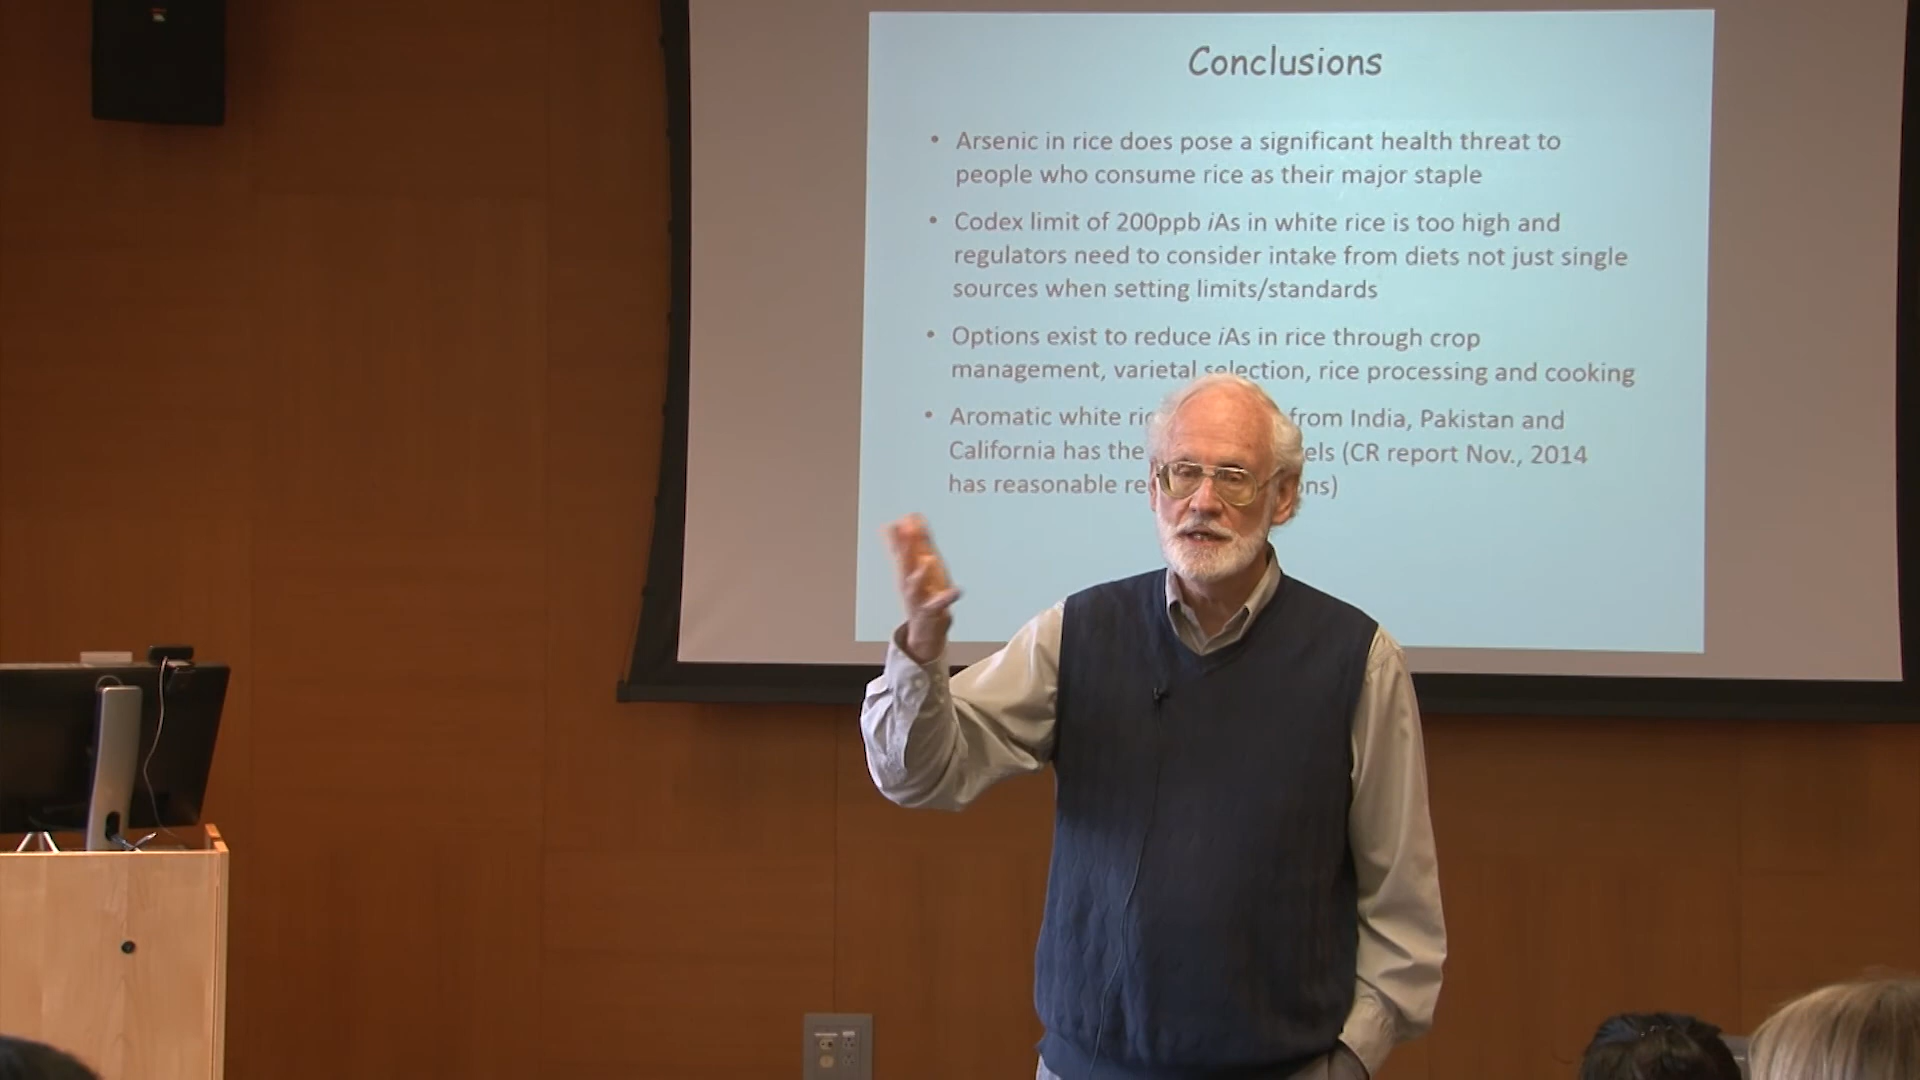 Conclusions
• Arsenic in rice does pose a significant health threat to
people who consume rice as their major staple
• Codex limit of 200ppb iAs in white rice is too high and
regulators need to consider intake from diets not just single
sources when setting limits/standards
• Options exist to reduce iAs in rice through crop
management, varietal selection, rice processing and cooking
• Aromatic white from India, Pakistan and
California has the (CR report Nov., 2014
has reasonable